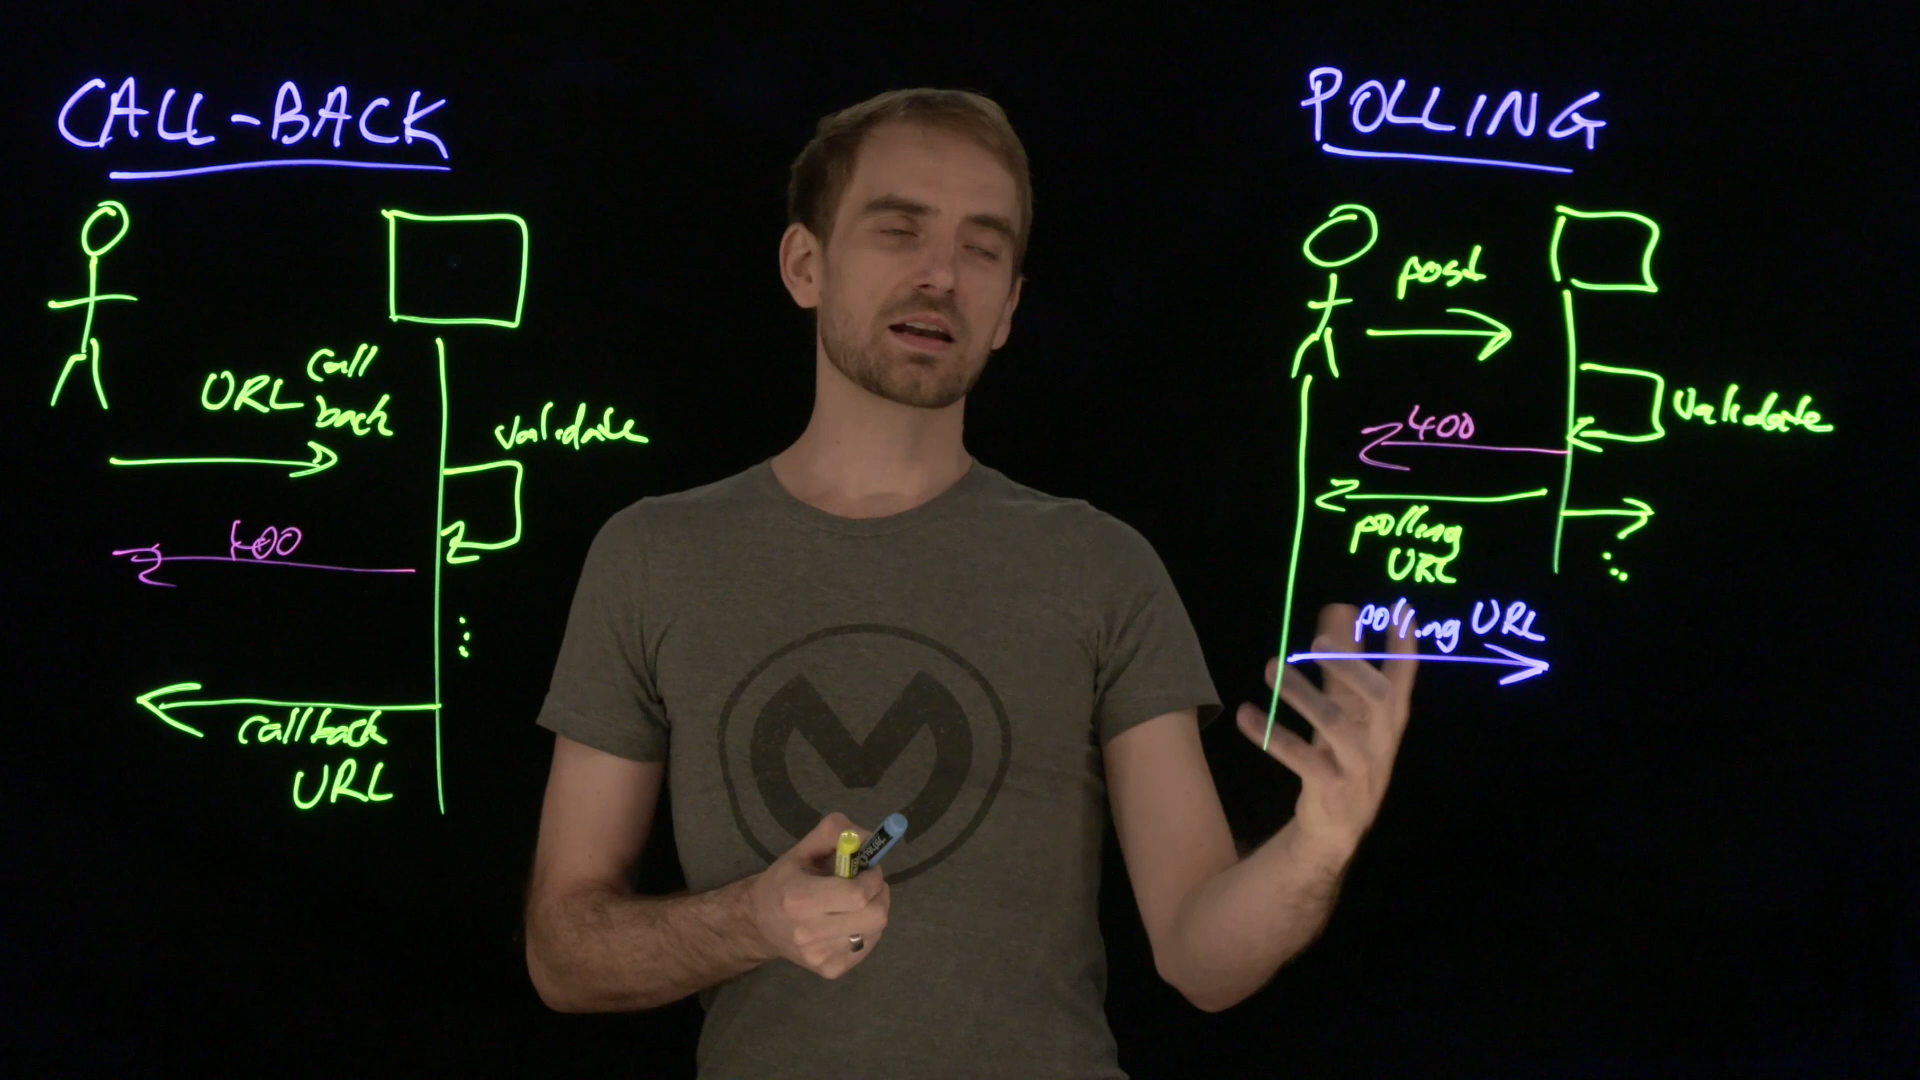 CALL-BACK
URL call
back
validate
400
callback
URL
POLLING
post
validate
400
polling
URL
polling URL